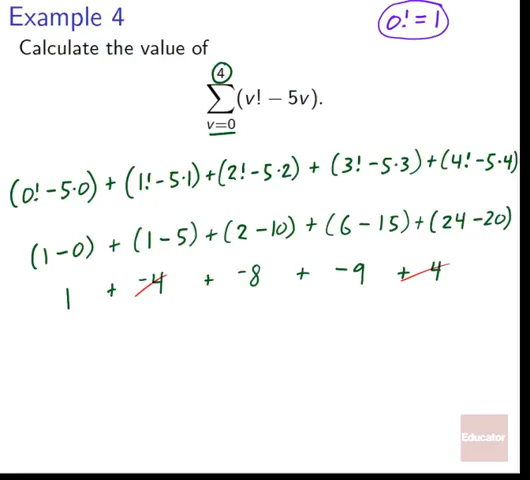 Example 4
0! = 1
Calculate the value of
4
∑ (v! − 5v).
v=0
(0! − 5·0) + (1! − 5·1) + (2! − 5·2) + (3! − 5·3) + (4! − 5·4)
(1 − 0) + (1 − 5) + (2 − 10) + (6 − 15) + (24 − 20)
1 + -4 + -8 + -9 + 4
Educator